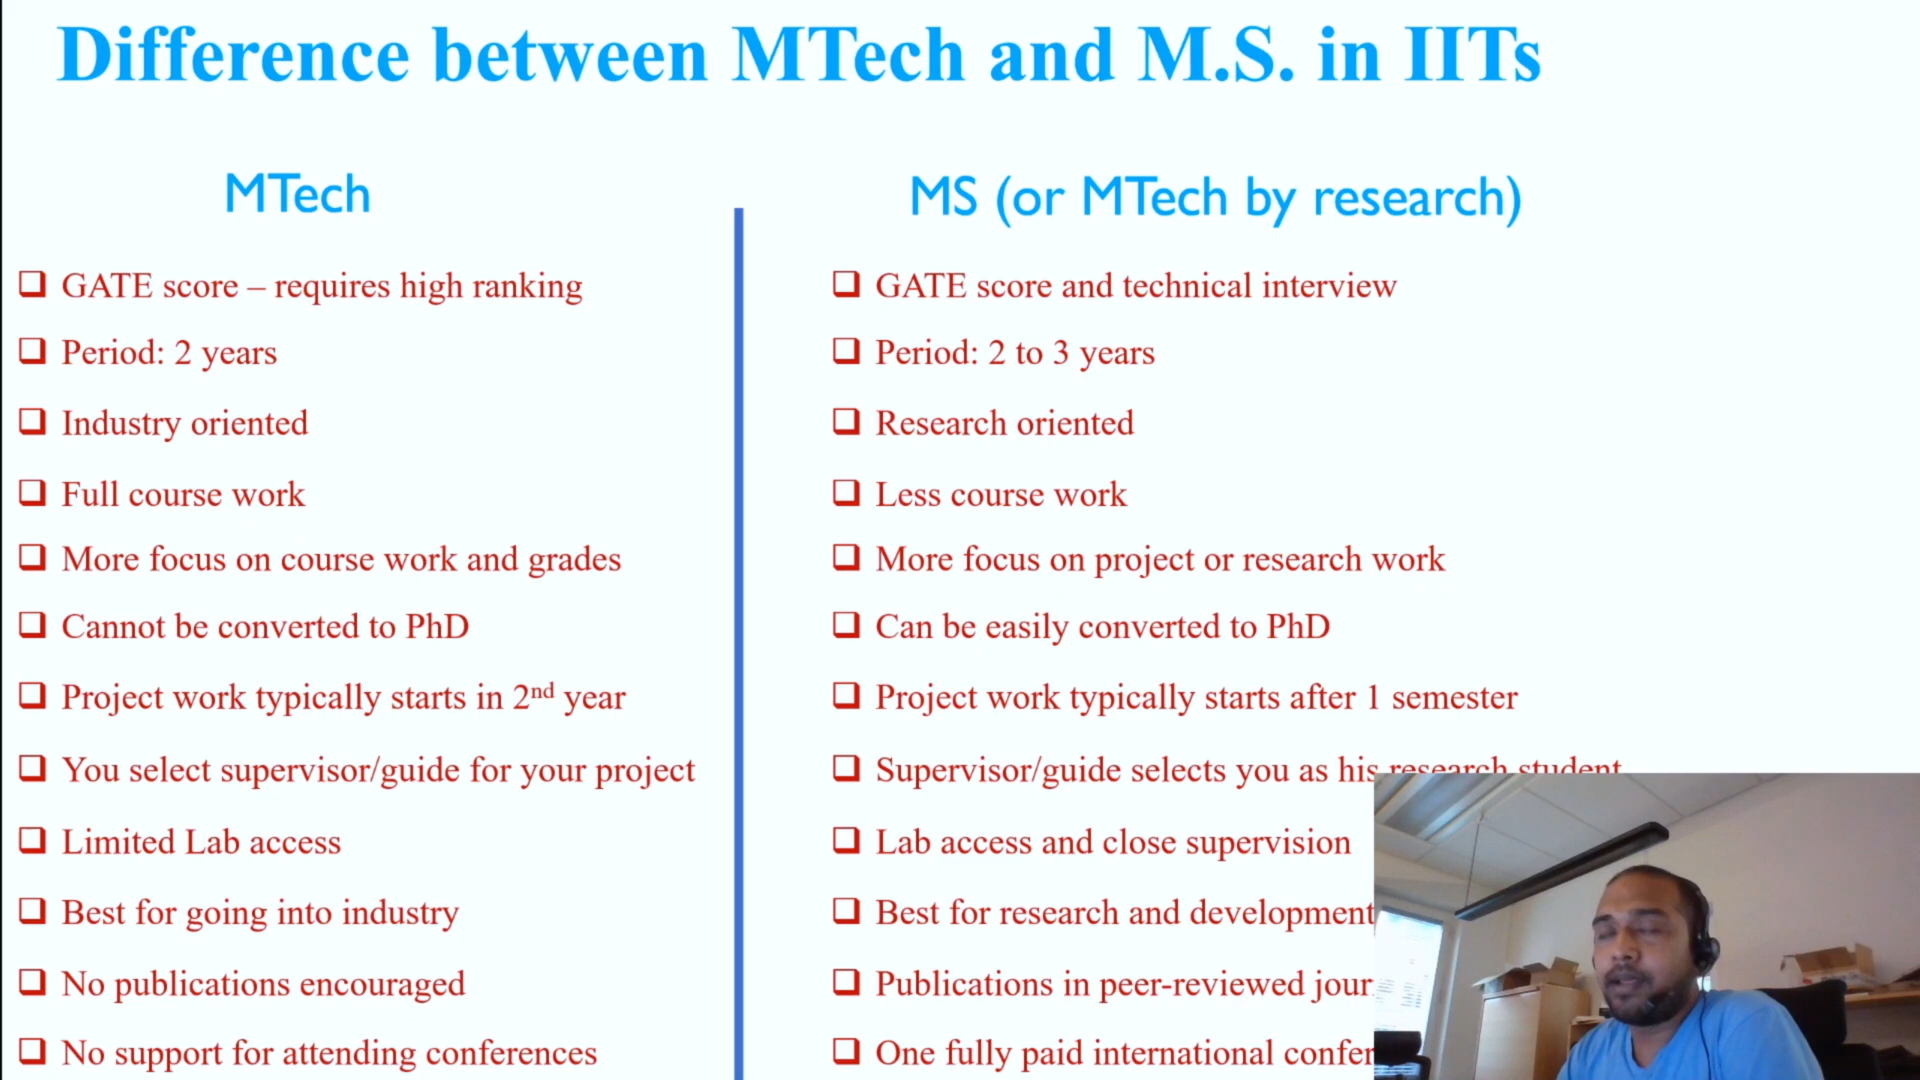 Difference between MTech and M.S. in IITs
MTech
GATE score – requires high ranking
Period: 2 years
Industry oriented
Full course work
More focus on course work and grades
Cannot be converted to PhD
Project work typically starts in 2nd year
You select supervisor/guide for your project
Limited Lab access
Best for going into industry
No publications encouraged
No support for attending conferences
MS (or MTech by research)
GATE score and technical interview
Period: 2 to 3 years
Research oriented
Less course work
More focus on project or research work
Can be easily converted to PhD
Project work typically starts after 1 semester
Supervisor/guide selects you as his research student
Lab access and close supervision
Best for research and development
Publications in peer-reviewed
One fully paid international